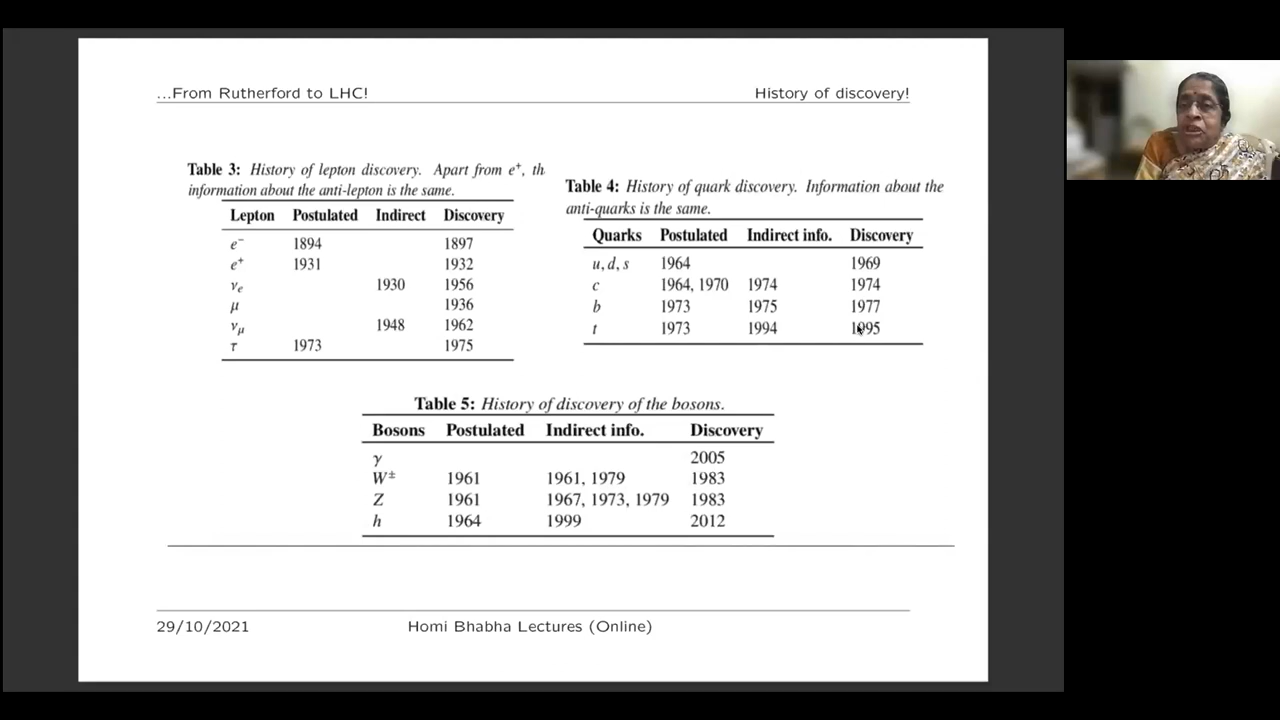 ...From Rutherford to LHC! History of discovery!
Table 3: History of lepton discovery. Apart from e⁺, th
information about the anti-lepton is the same.
Lepton Postulated Indirect Discovery
e⁻ 1894 1897
e⁺ 1931 1932
νₑ 1930 1956
μ 1936
ν_μ 1948 1962
τ 1973 1975
Table 4: History of quark discovery. Information about the
anti-quarks is the same.
Quarks Postulated Indirect info. Discovery
u, d, s 1964 1969
c 1964, 1970 1974 1974
b 1973 1975 1977
t 1973 1994 1995
Table 5: History of discovery of the bosons.
Bosons Postulated Indirect info. Discovery
γ 2005
W± 1961 1961, 1979 1983
Z 1961 1967, 1973, 1979 1983
h 1964 1999 2012
29/10/2021 Homi Bhabha Lectures (Online)